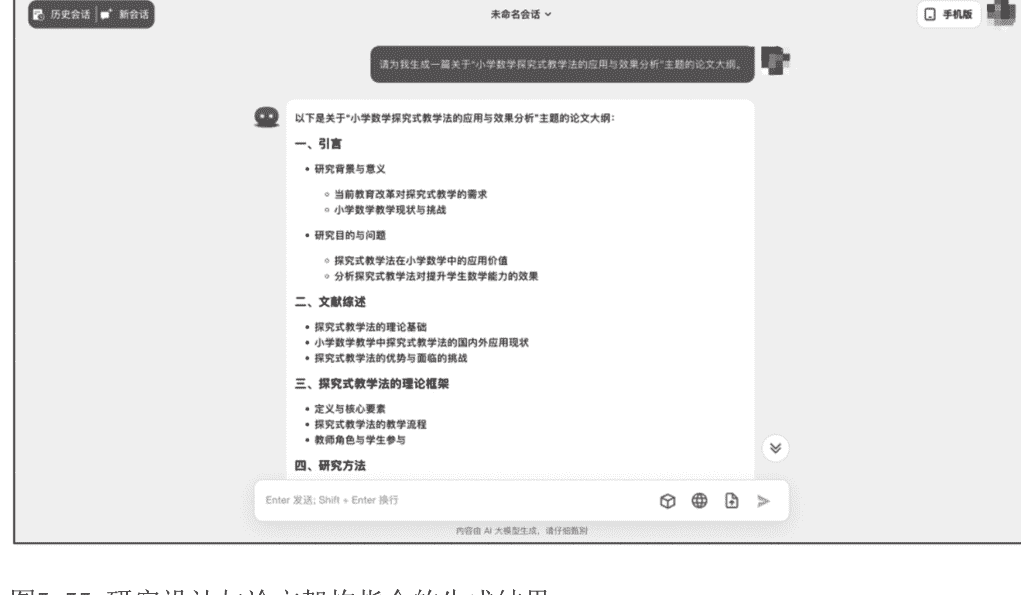 历史会话 新会话 未命名会话 手机版
请为我生成一篇关于“小学数学探究式教学法的应用与效果分析”主题的论文大纲。
以下是关于“小学数学探究式教学法的应用与效果分析”主题的论文大纲：
一、引言
• 研究背景与意义
◦ 当前教育改革对探究式教学的需求
◦ 小学数学教学现状与挑战
• 研究目的与问题
◦ 探究式教学法在小学数学中的应用价值
◦ 分析探究式教学法对提升学生数学能力的效果
二、文献综述
• 探究式教学法的理论基础
• 小学数学教学中探究式教学法的国内外应用现状
• 探究式教学法的优势与面临的挑战
三、探究式教学法的理论框架
• 定义与核心要素
• 探究式教学法的教学流程
• 教师角色与学生参与
四、研究方法
Enter 发送; Shift + Enter 换行
内容由 AI 大模型生成，请仔细甄别